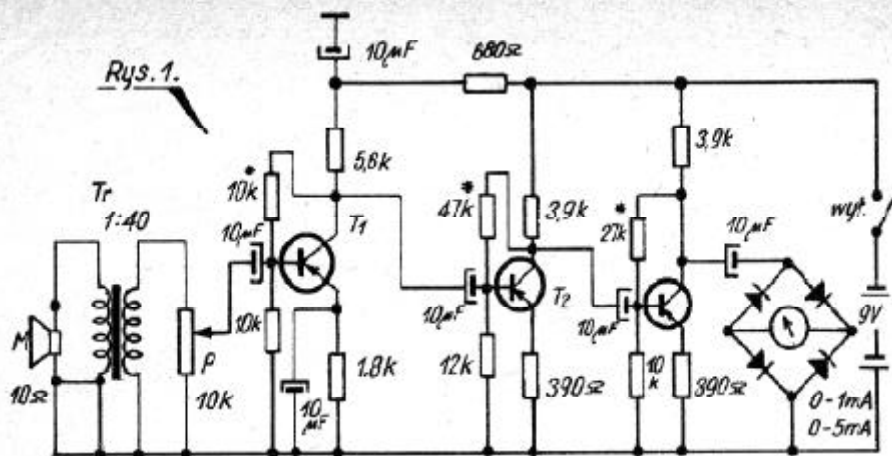 Rys. 1.
10µF
680Ω
5,6k
3,9k
wył.
9V
Tr
1:40
*
10k
10µF
T1
*
47k
3,9k
10µF
T2
*
27k
10µF
10µF
M
10Ω
P
10k
10k
10µF
1.8k
12k
390Ω
10k
390Ω
0-1mA
0-5mA